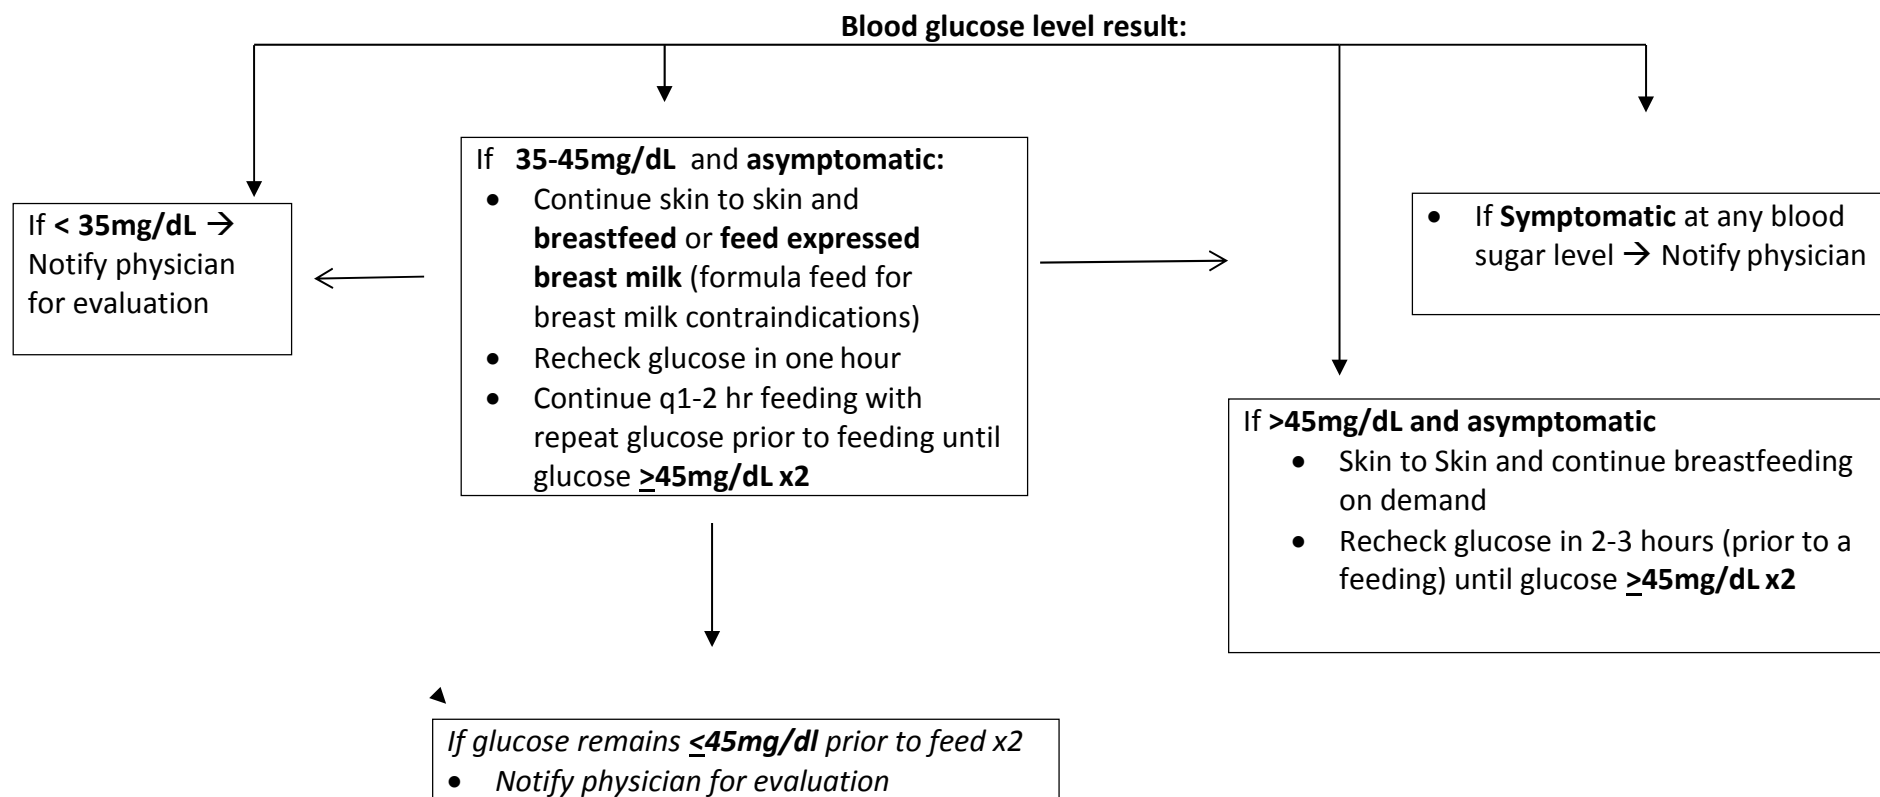 Blood glucose level result:
If < 35mg/dL →
Notify physician
for evaluation
If 35-45mg/dL and asymptomatic:
• Continue skin to skin and
breastfeed or feed expressed
breast milk (formula feed for
breast milk contraindications)
• Recheck glucose in one hour
• Continue q1-2 hr feeding with
repeat glucose prior to feeding until
glucose ≥45mg/dL x2
• If Symptomatic at any blood
sugar level → Notify physician
If >45mg/dL and asymptomatic
• Skin to Skin and continue breastfeeding
on demand
• Recheck glucose in 2-3 hours (prior to a
feeding) until glucose ≥45mg/dL x2
If glucose remains ≤45mg/dl prior to feed x2
• Notify physician for evaluation